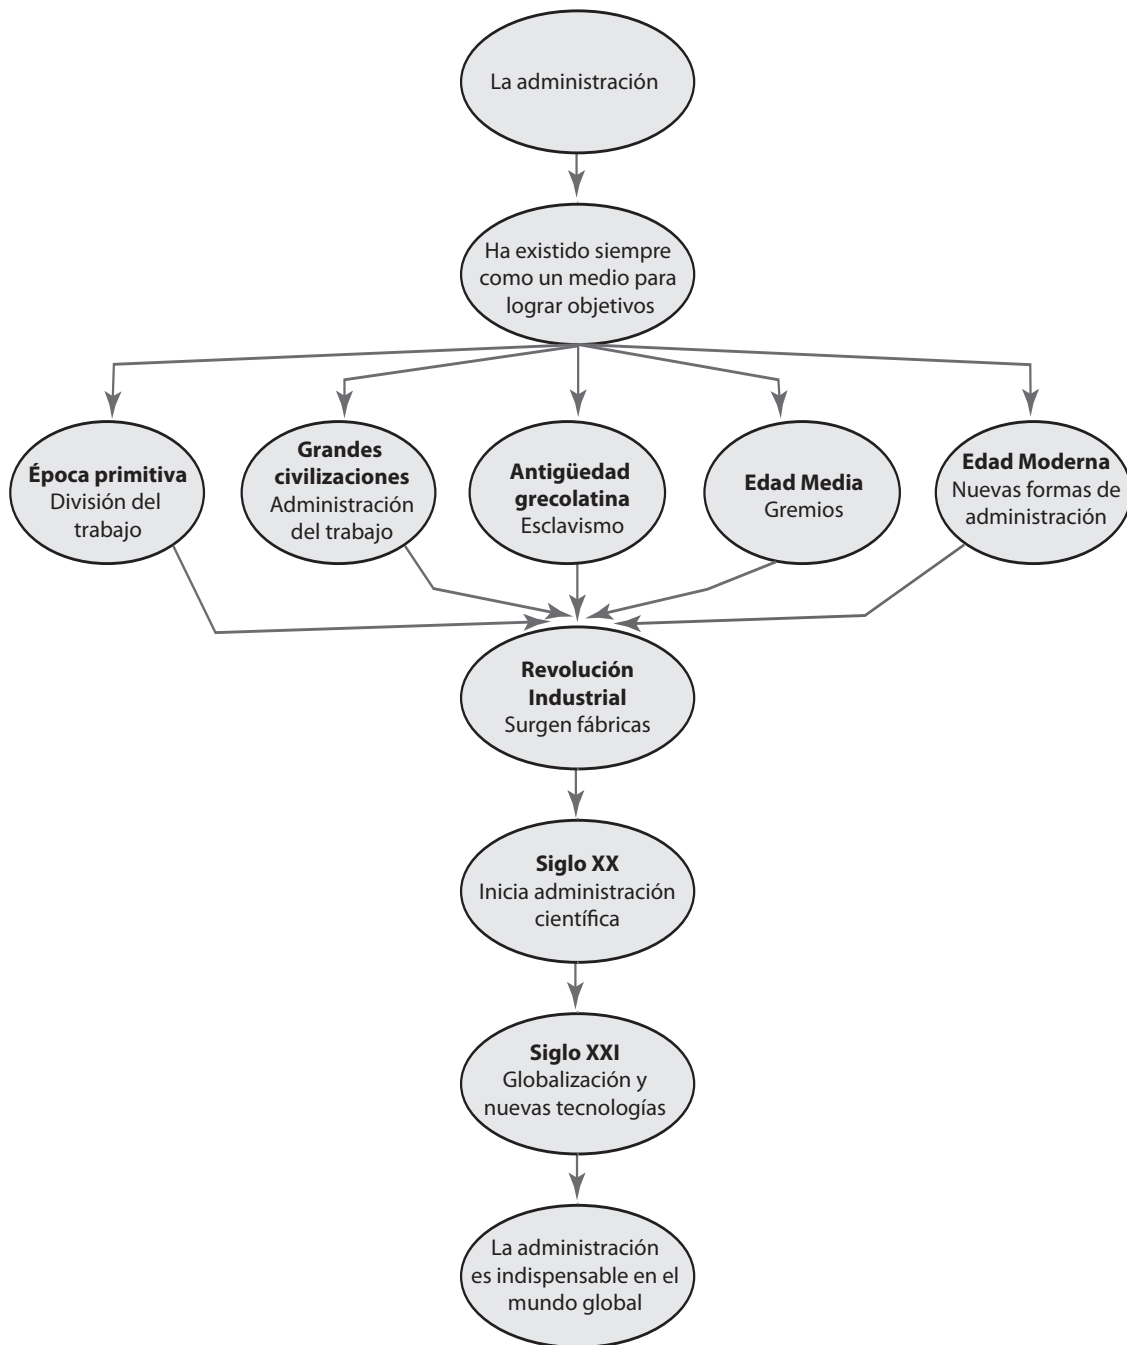 La administración
Ha existido siempre
como un medio para
lograr objetivos
Época primitiva
División del
trabajo
Grandes
civilizaciones
Administración
del trabajo
Antigüedad
grecolatina
Esclavismo
Edad Media
Gremios
Edad Moderna
Nuevas formas de
administración
Revolución
Industrial
Surgen fábricas
Siglo XX
Inicia administración
científica
Siglo XXI
Globalización y
nuevas tecnologías
La administración
es indispensable en el
mundo global